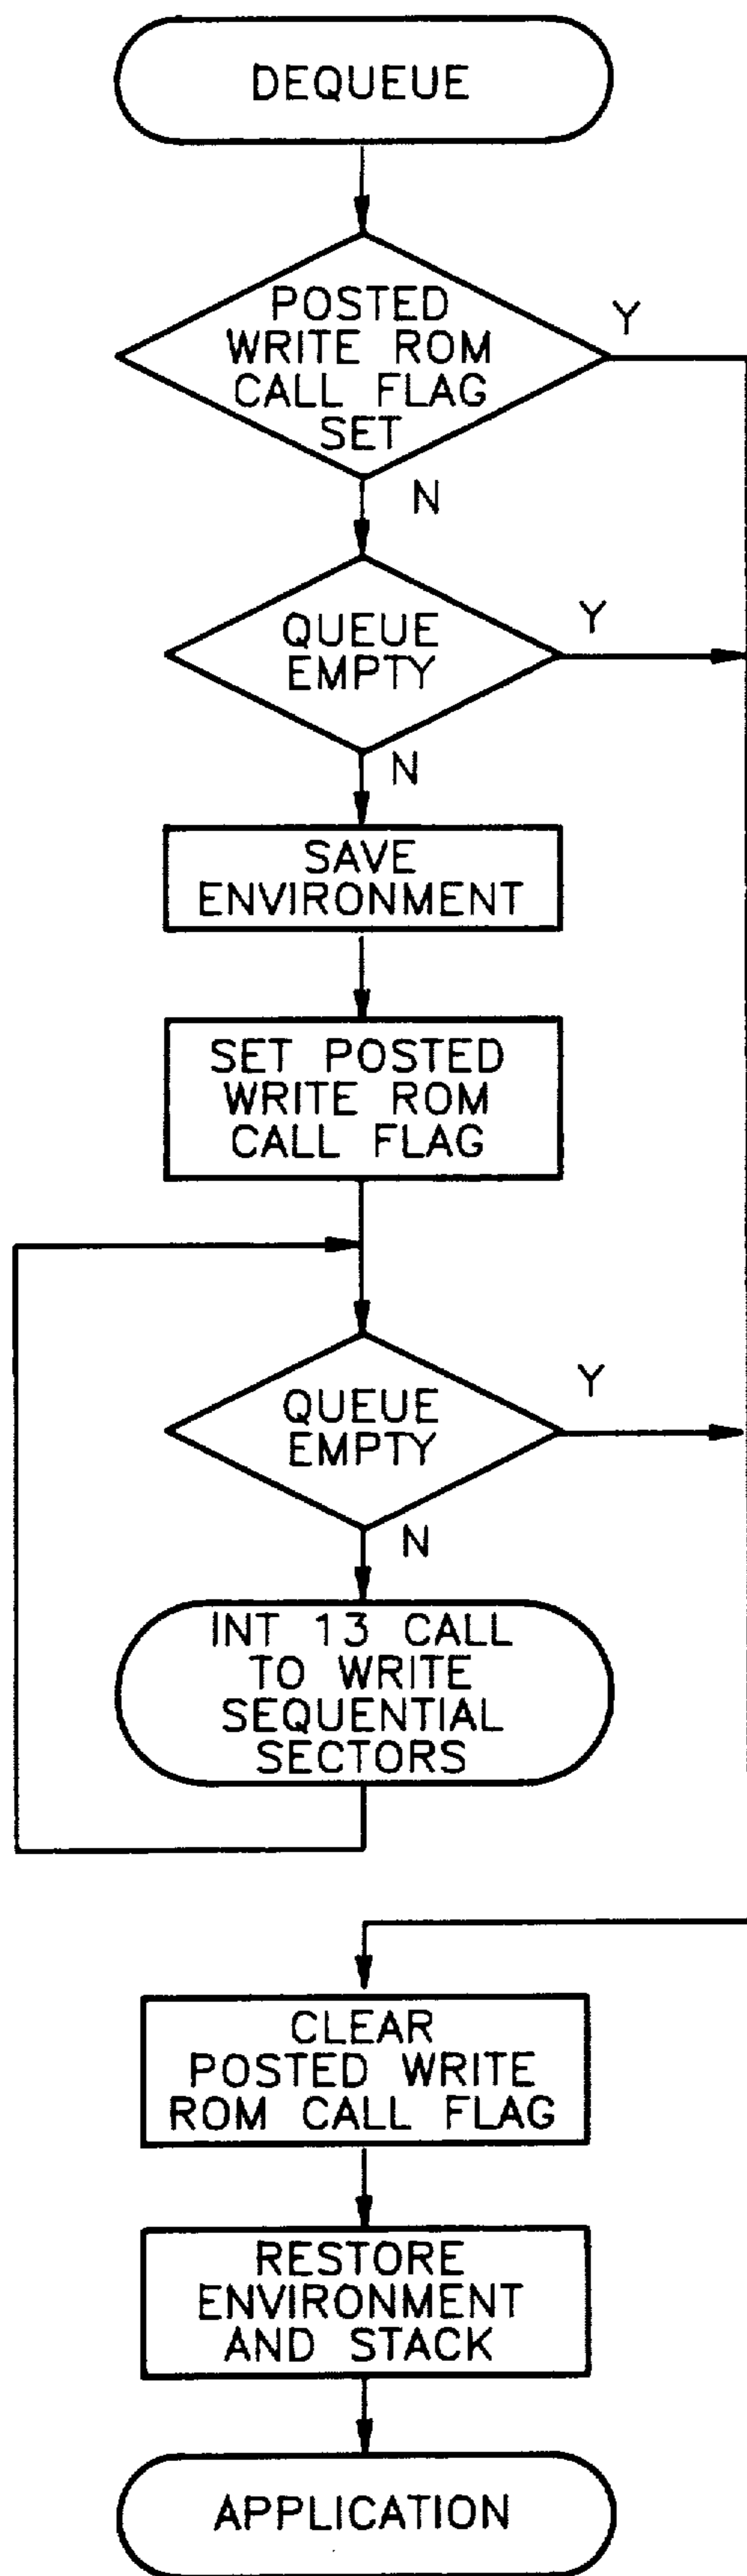 DEQUEUE
POSTED
WRITE ROM
CALL FLAG
SET
Y
N
QUEUE
EMPTY
Y
N
SAVE
ENVIRONMENT
SET POSTED
WRITE ROM
CALL FLAG
QUEUE
EMPTY
Y
N
INT 13 CALL
TO WRITE
SEQUENTIAL
SECTORS
CLEAR
POSTED WRITE
ROM CALL FLAG
RESTORE
ENVIRONMENT
AND STACK
APPLICATION